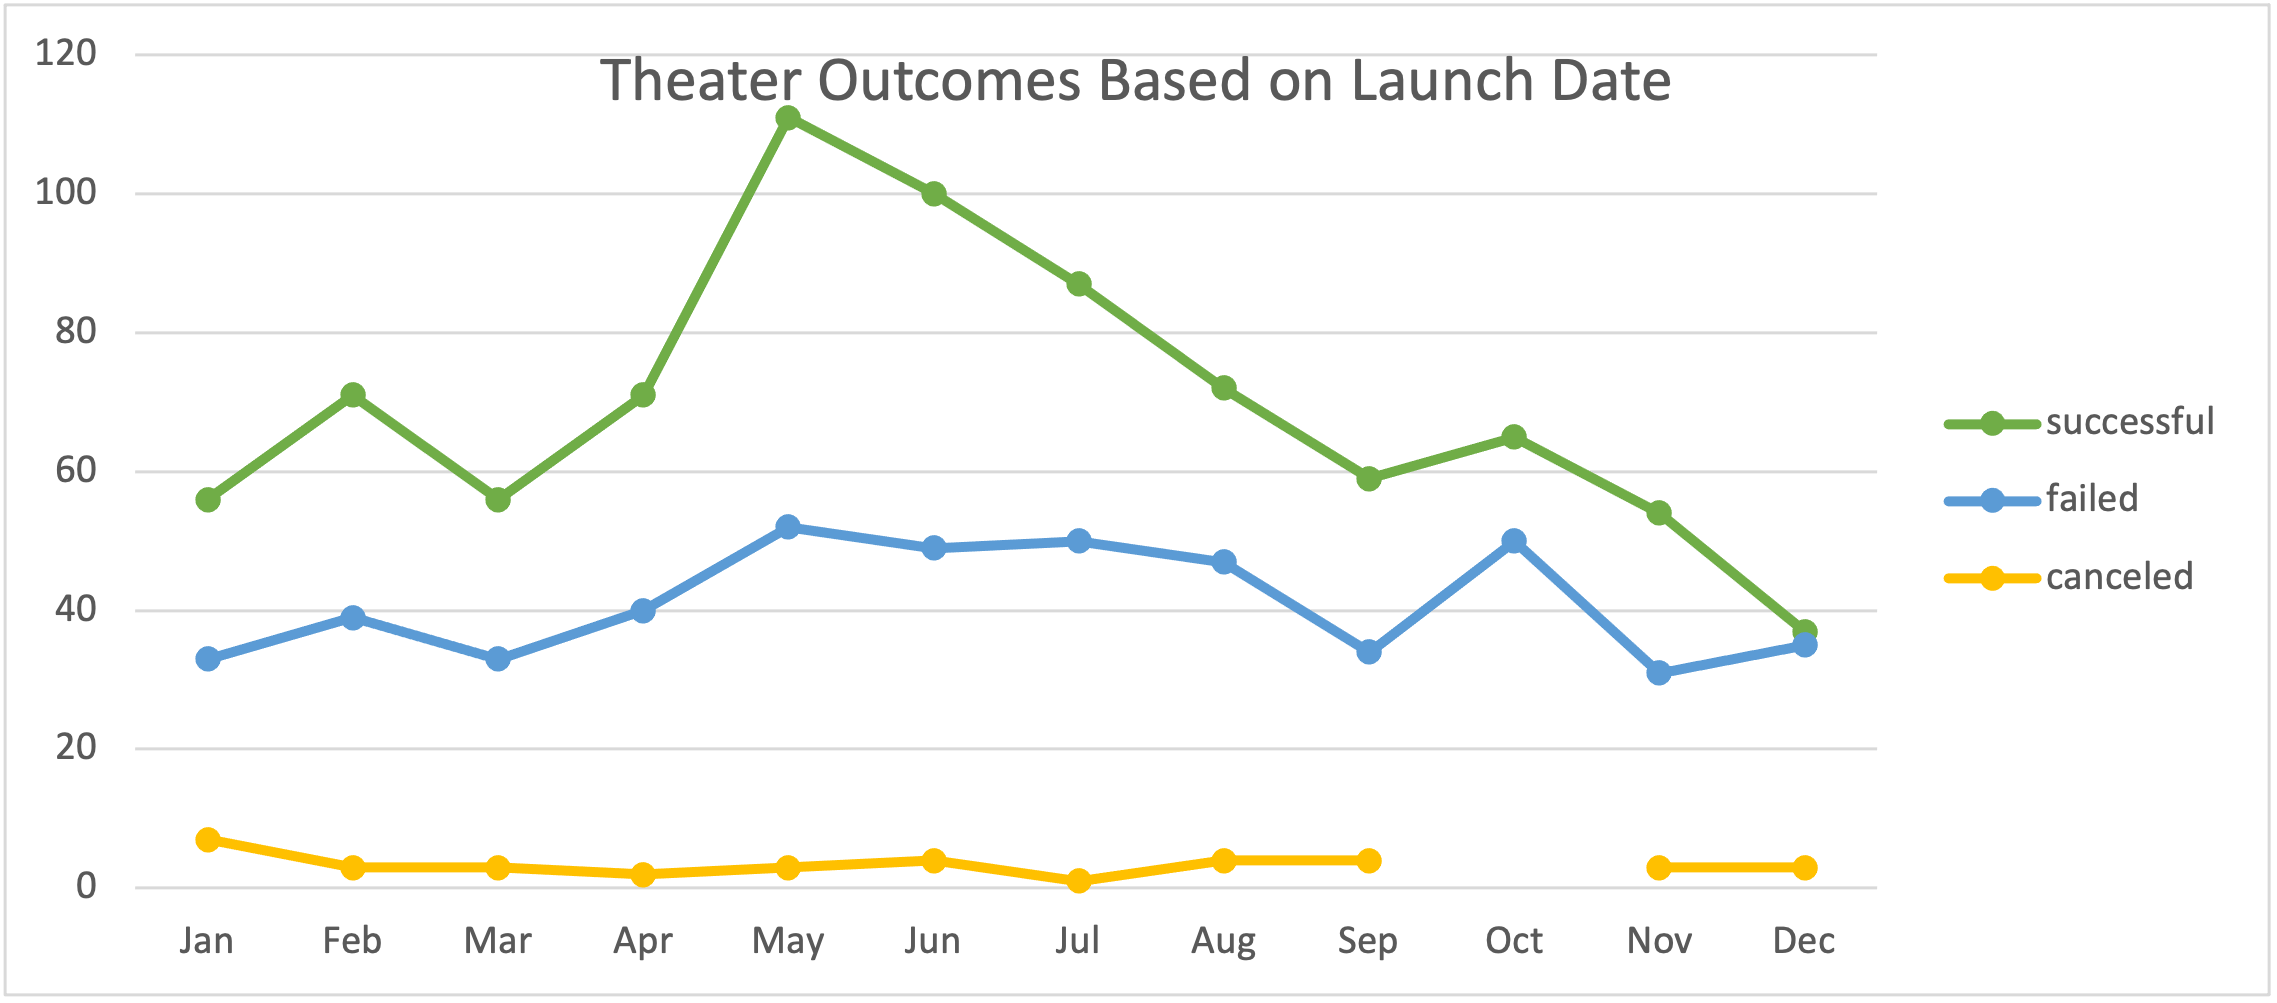 Theater Outcomes Based on Launch Date
120
100
80
60
40
20
0
Jan Feb Mar Apr May Jun Jul Aug Sep Oct Nov Dec
successful
failed
canceled